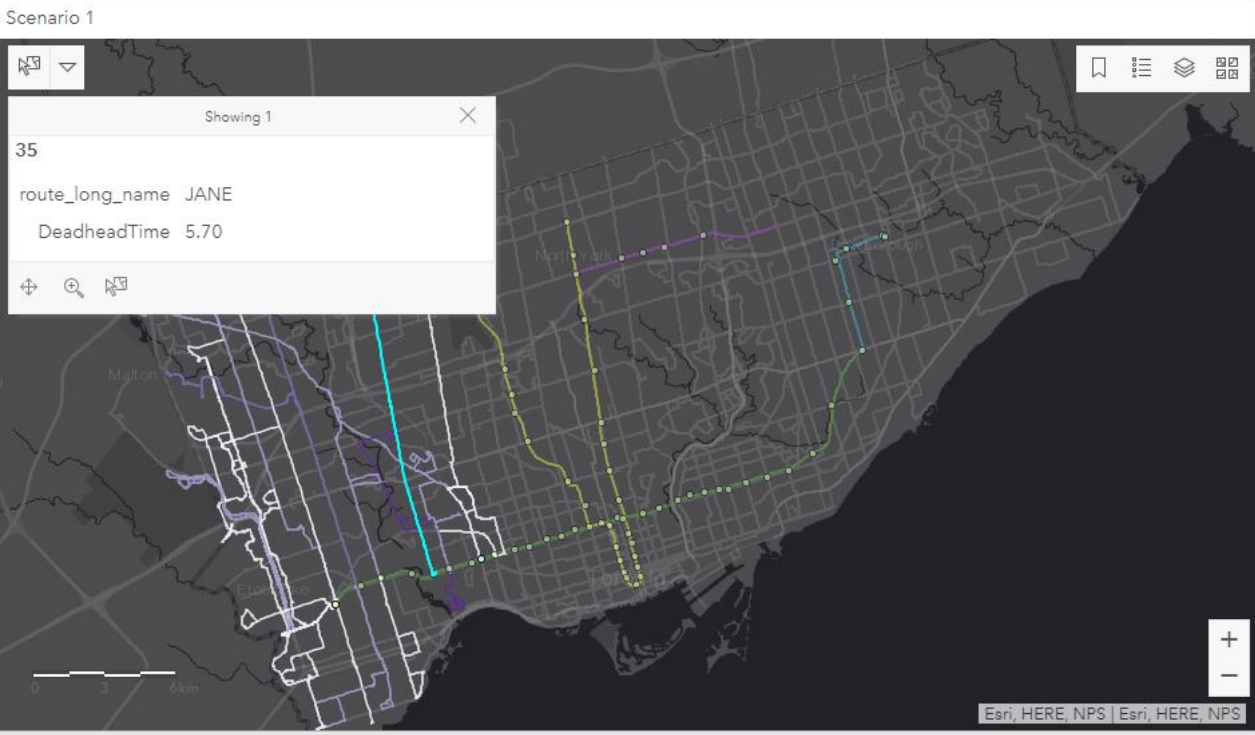 Scenario 1
Showing 1
35
route_long_name JANE
DeadheadTime 5.70
North York
Malton
Etobicoke
Toronto
0 3 6km
+
−
Esri, HERE, NPS | Esri, HERE, NPS